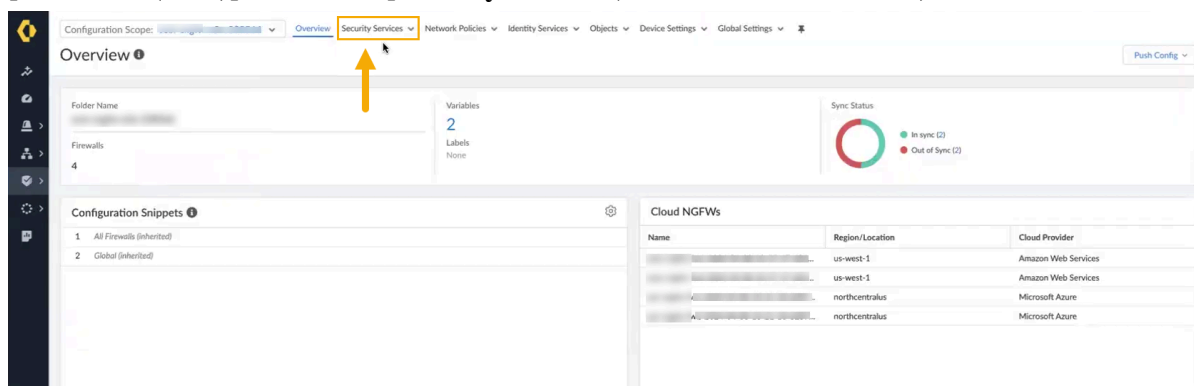 Configuration Scope:
Overview Security Services Network Policies Identity Services Objects Device Settings Global Settings
Overview
Push Config
Folder Name
Variables
Sync Status
2
In sync (2)
Firewalls
Labels
Out of Sync (2)
None
4
Configuration Snippets
Cloud NGFWs
1 All Firewalls (inherited)
Name Region/Location Cloud Provider
2 Global (inherited)
us-west-1 Amazon Web Services
us-west-1 Amazon Web Services
northcentralus Microsoft Azure
northcentralus Microsoft Azure